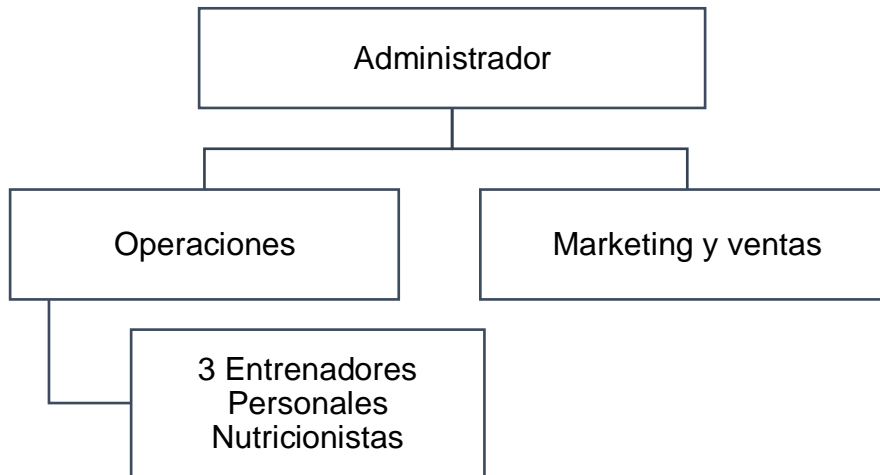 Administrador
Operaciones
Marketing y ventas
3 Entrenadores
Personales
Nutricionistas